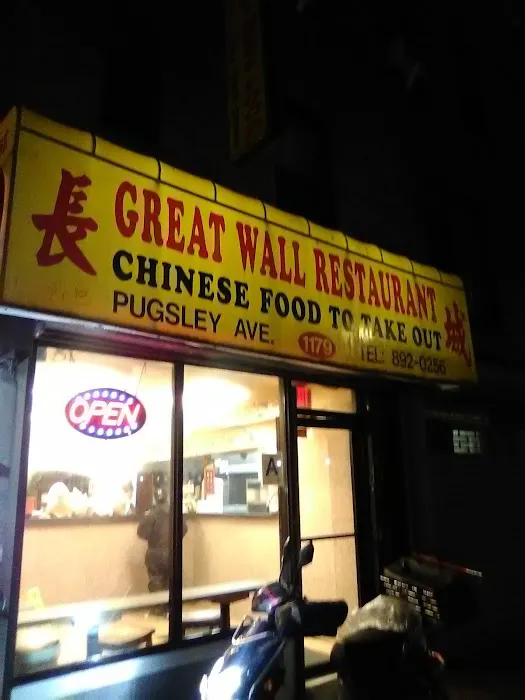 長 GREAT WALL RESTAURANT 城
CHINESE FOOD TO TAKE OUT
PUGSLEY AVE. 1179 TEL: 892-0256
OPEN
A